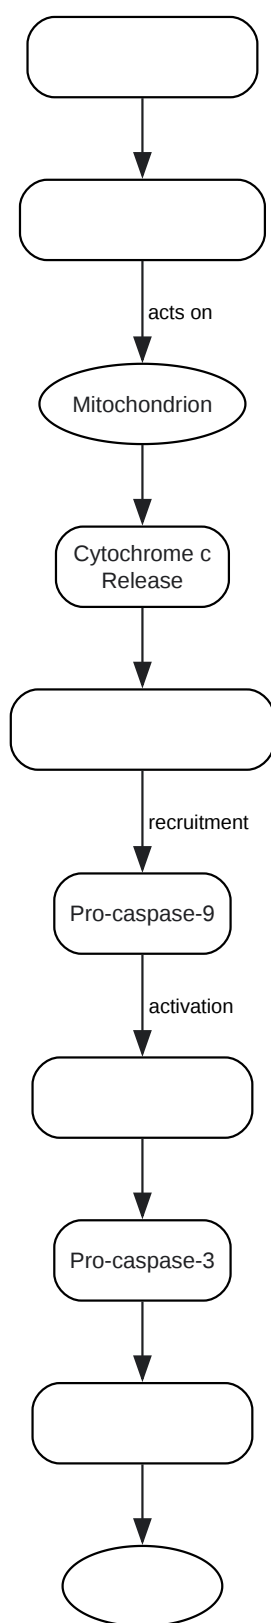 acts on
Mitochondrion
Cytochrome c
Release
recruitment
Pro-caspase-9
activation
Pro-caspase-3